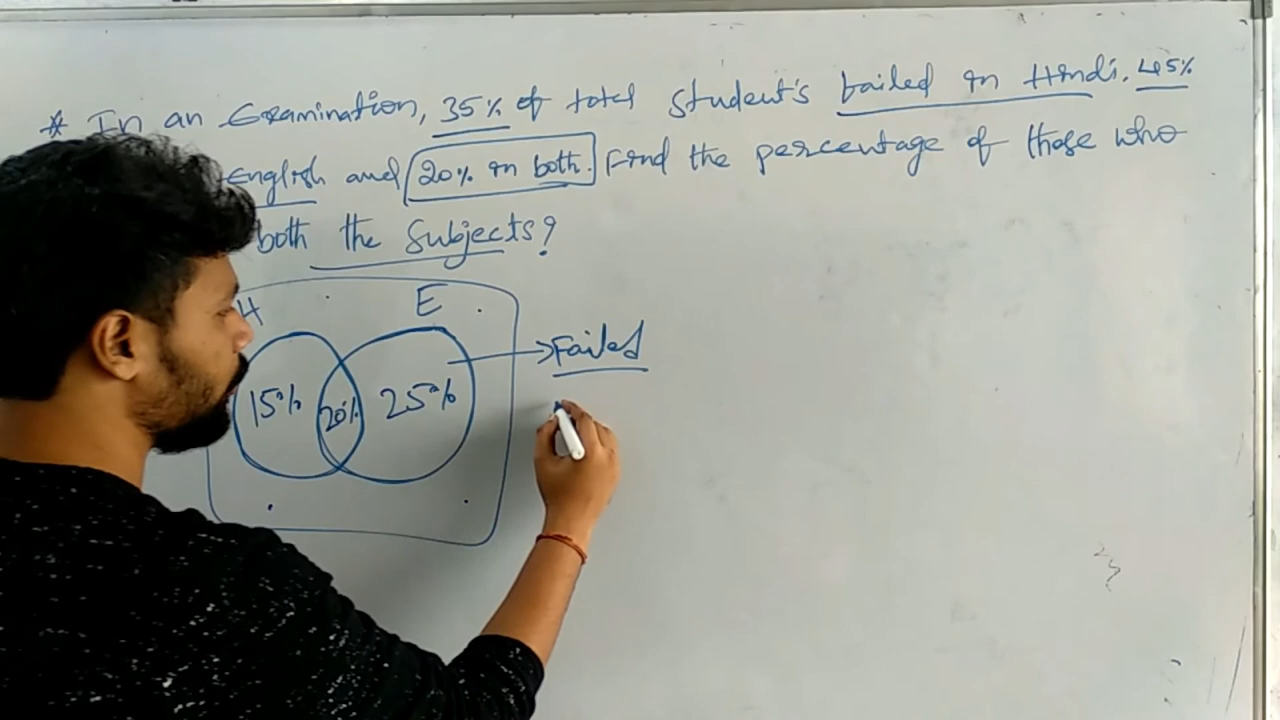 * In an Examination, 35% of total Student's failed in Hindi. 45%
English and 20% in both. Find the percentage of those who
both the Subjects?
H E
Failed
15% 20% 25%